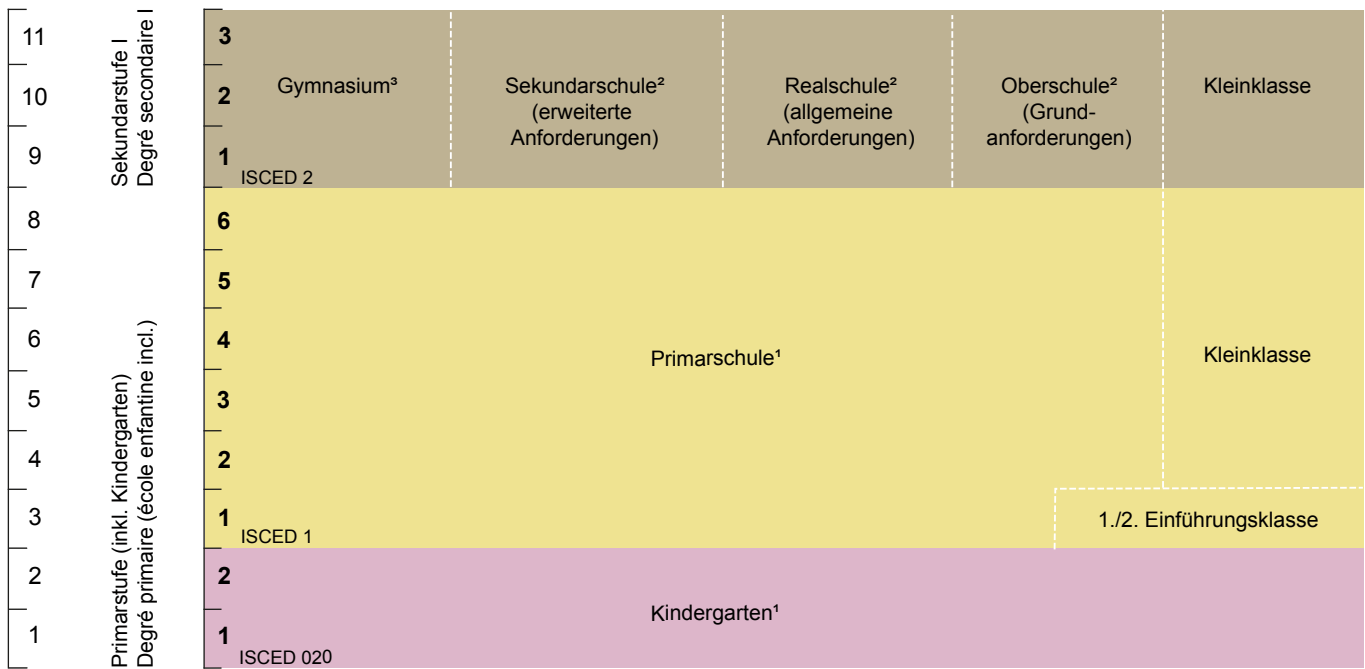 11
10
9
8
7
6
5
4
3
2
1
Sekundarstufe I
Degré secondaire I
Primarstufe (inkl. Kindergarten)
Degré primaire (école enfantine incl.)
3
2
1
ISCED 2
Gymnasium³
Sekundarschule²
(erweiterte
Anforderungen)
Realschule²
(allgemeine
Anforderungen)
Oberschule²
(Grund-
anforderungen)
Kleinklasse
6
5
4
3
2
1
ISCED 1
Primarschule¹
Kleinklasse
1./2. Einführungsklasse
2
1
ISCED 020
Kindergarten¹